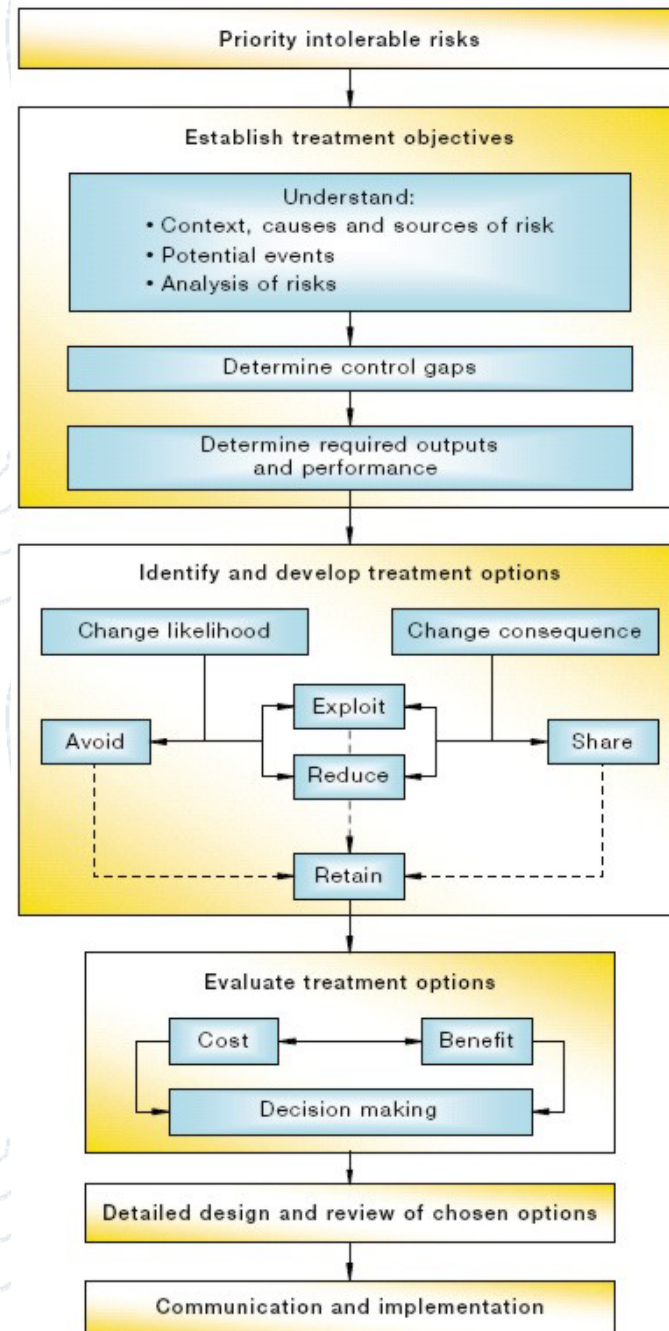 Priority intolerable risks
Establish treatment objectives
Understand:
• Context, causes and sources of risk
• Potential events
• Analysis of risks
Determine control gaps
Determine required outputs
and performance
Identify and develop treatment options
Change likelihood
Change consequence
Exploit
Avoid
Share
Reduce
Retain
Evaluate treatment options
Cost
Benefit
Decision making
Detailed design and review of chosen options
Communication and implementation